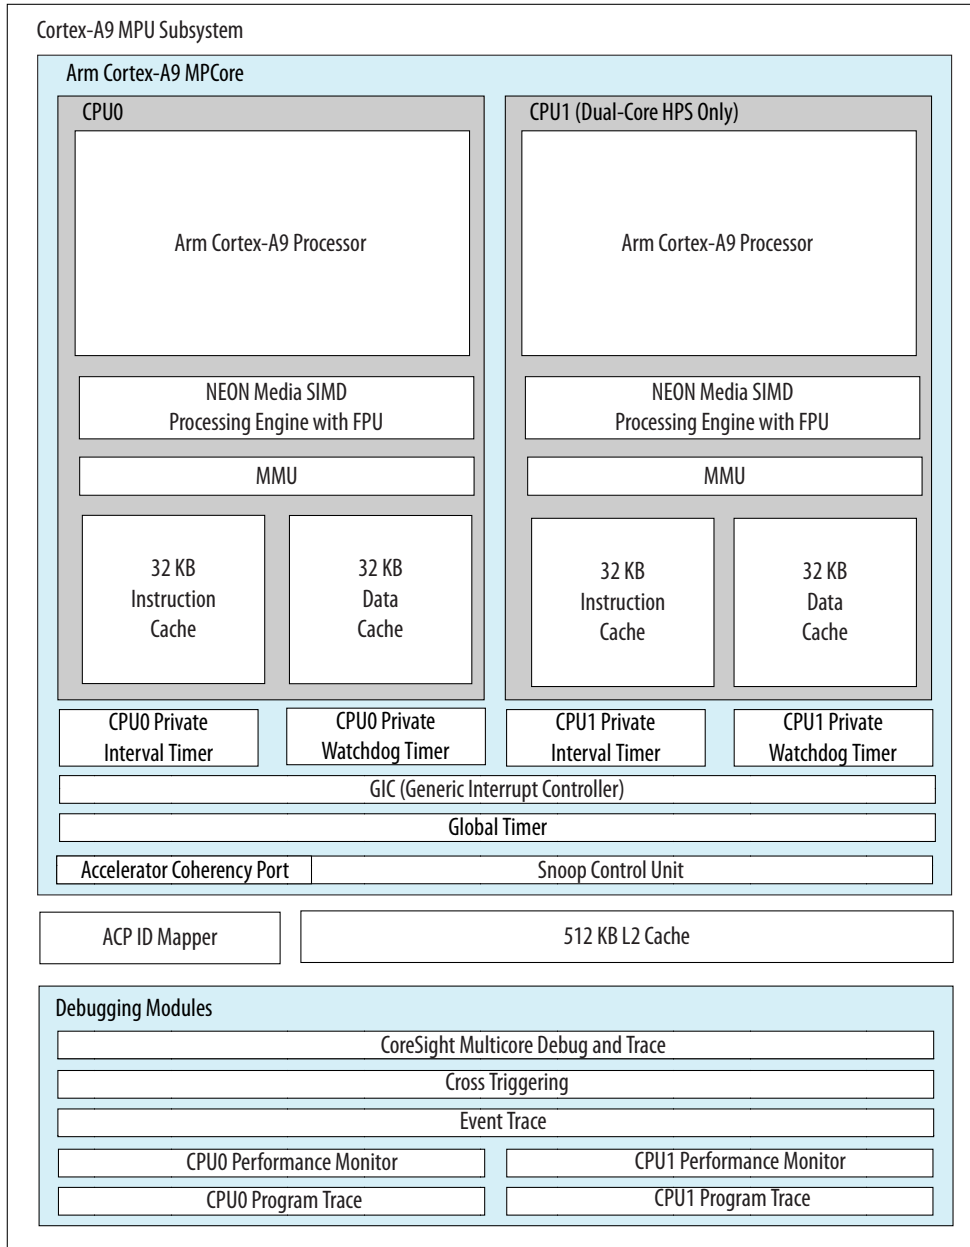 Cortex-A9 MPU Subsystem
Arm Cortex-A9 MPCore
CPU0
Arm Cortex-A9 Processor
NEON Media SIMD
Processing Engine with FPU
MMU
32 KB
Instruction
Cache
32 KB
Data
Cache
CPU1 (Dual-Core HPS Only)
Arm Cortex-A9 Processor
NEON Media SIMD
Processing Engine with FPU
MMU
32 KB
Instruction
Cache
32 KB
Data
Cache
CPU0 Private
Interval Timer
CPU0 Private
Watchdog Timer
CPU1 Private
Interval Timer
CPU1 Private
Watchdog Timer
GIC (Generic Interrupt Controller)
Global Timer
Accelerator Coherency Port
Snoop Control Unit
ACP ID Mapper
512 KB L2 Cache
Debugging Modules
CoreSight Multicore Debug and Trace
Cross Triggering
Event Trace
CPU0 Performance Monitor
CPU1 Performance Monitor
CPU0 Program Trace
CPU1 Program Trace